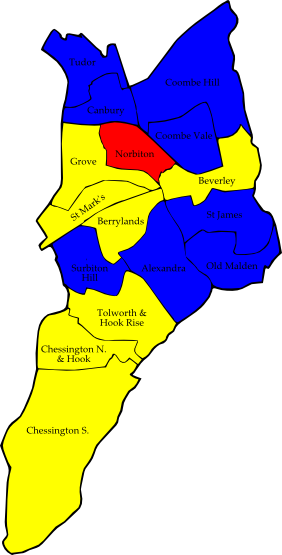 Tudor
Coombe Hill
Canbury
Coombe Vale
Norbiton
Grove
Beverley
St Mark's
St James
Berrylands
Surbiton
Hill
Alexandra
Old Malden
Tolworth &
Hook Rise
Chessington N.
& Hook
Chessington S.